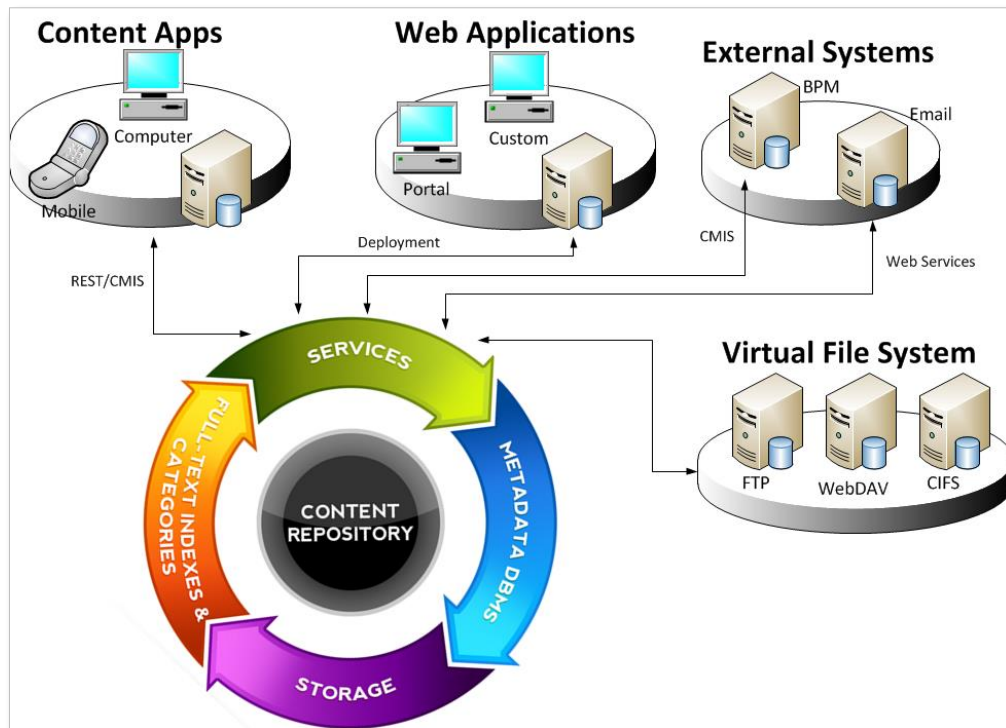 Content Apps
Web Applications
External Systems
BPM
Email
Computer
Custom
Mobile
Portal
Deployment
CMIS
REST/CMIS
Web Services
Virtual File System
SERVICES
FULL-TEXT INDEXES &
CATEGORIES
METADATA DBMS
CONTENT
REPOSITORY
STORAGE
FTP
WebDAV
CIFS